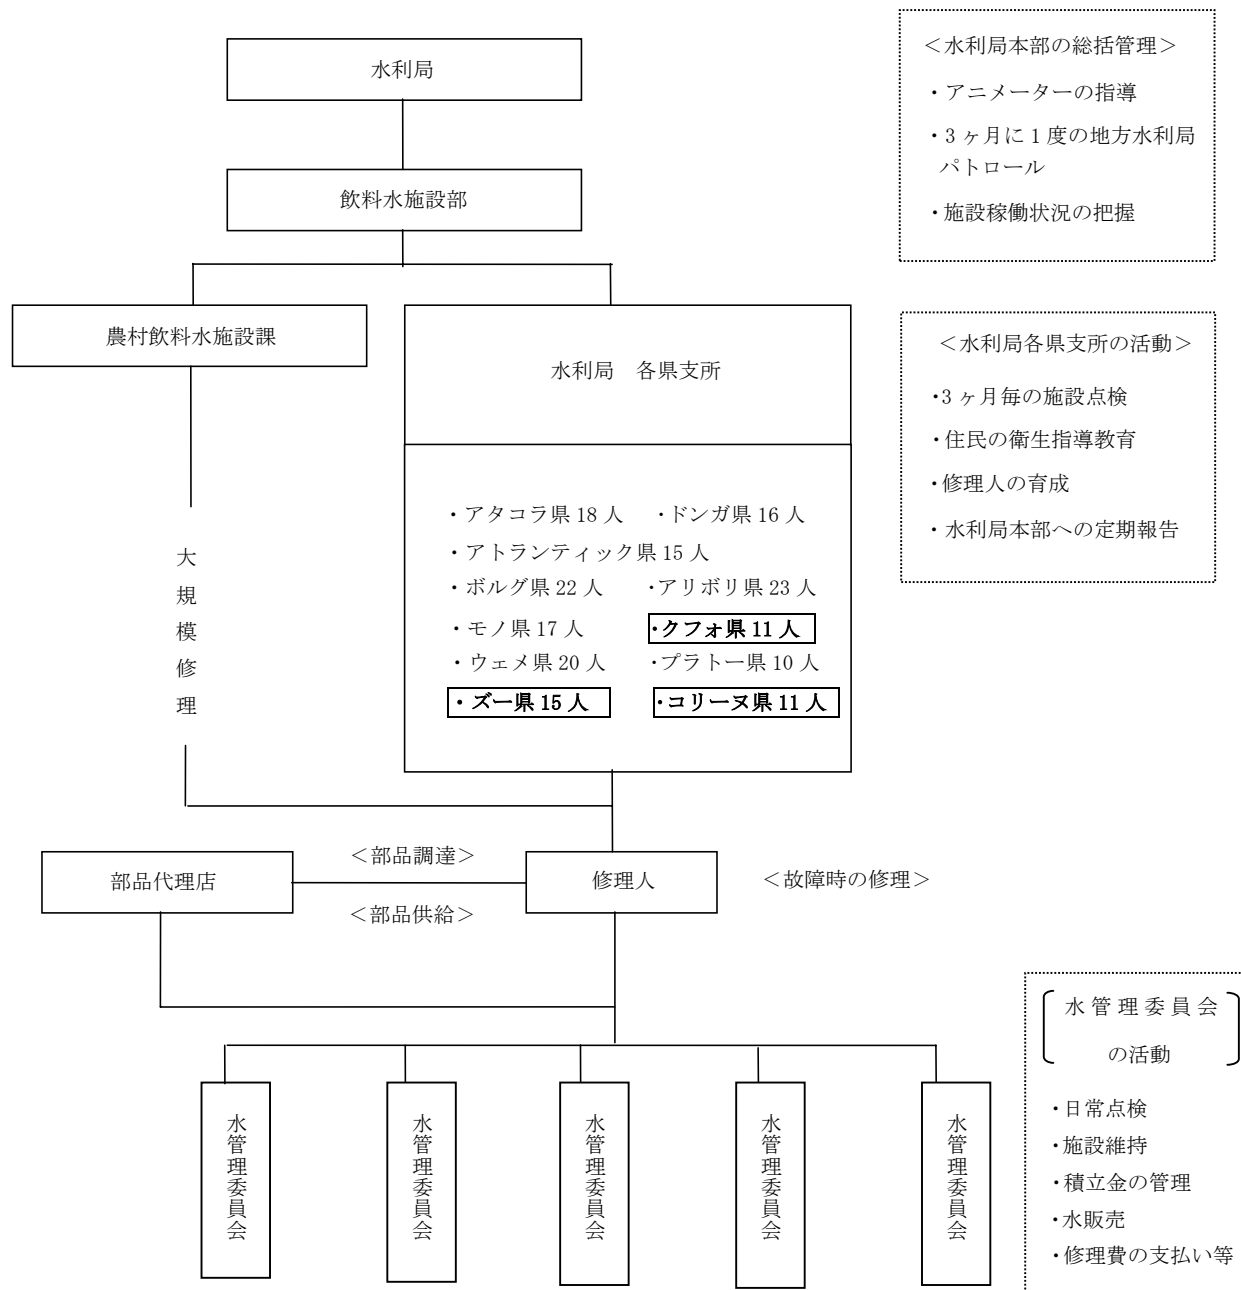 水利局
飲料水施設部
＜水利局本部の総括管理＞
・アニメーターの指導
・3 ヶ月に 1 度の地方水利局
パトロール
・施設稼働状況の把握
農村飲料水施設課
水利局　各県支所
＜水利局各県支所の活動＞
・3 ヶ月毎の施設点検
・住民の衛生指導教育
・修理人の育成
・水利局本部への定期報告
・アタコラ県 18 人　・ドンガ県 16 人
・アトランティック県 15 人
・ボルグ県 22 人　・アリボリ県 23 人
・モノ県 17 人　・クフォ県 11 人
・ウェメ県 20 人　・プラトー県 10 人
・ズー県 15 人　・コリーヌ県 11 人
大規模修理
部品代理店
＜部品調達＞
＜部品供給＞
修理人
＜故障時の修理＞
水管理委員会
水管理委員会
水管理委員会
水管理委員会
水管理委員会
水管理委員会
の活動
・日常点検
・施設維持
・積立金の管理
・水販売
・修理費の支払い等